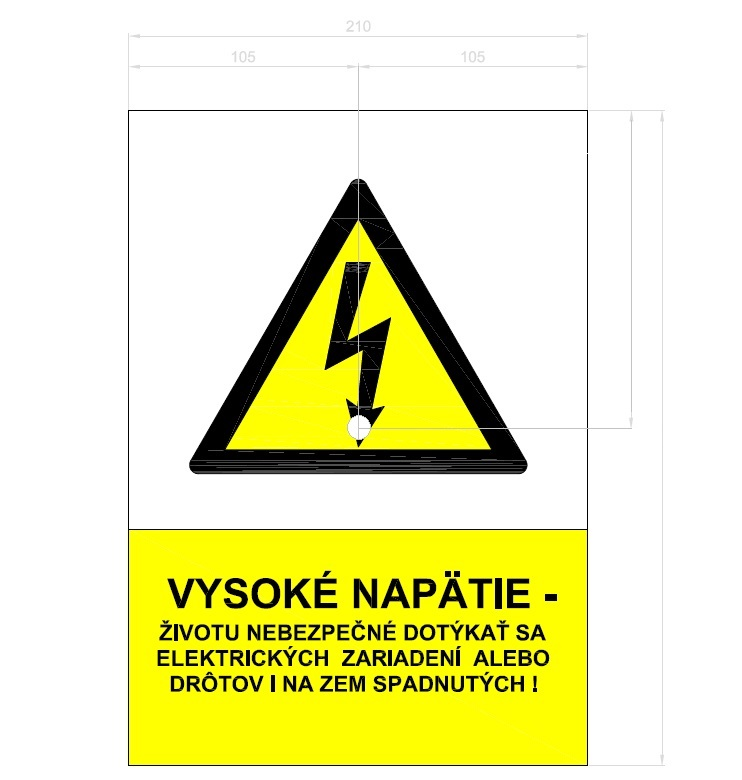 210
105 105
VYSOKÉ NAPÄTIE -
ŽIVOTU NEBEZPEČNÉ DOTÝKAŤ SA
ELEKTRICKÝCH ZARIADENÍ ALEBO
DRÔTOV I NA ZEM SPADNUTÝCH !